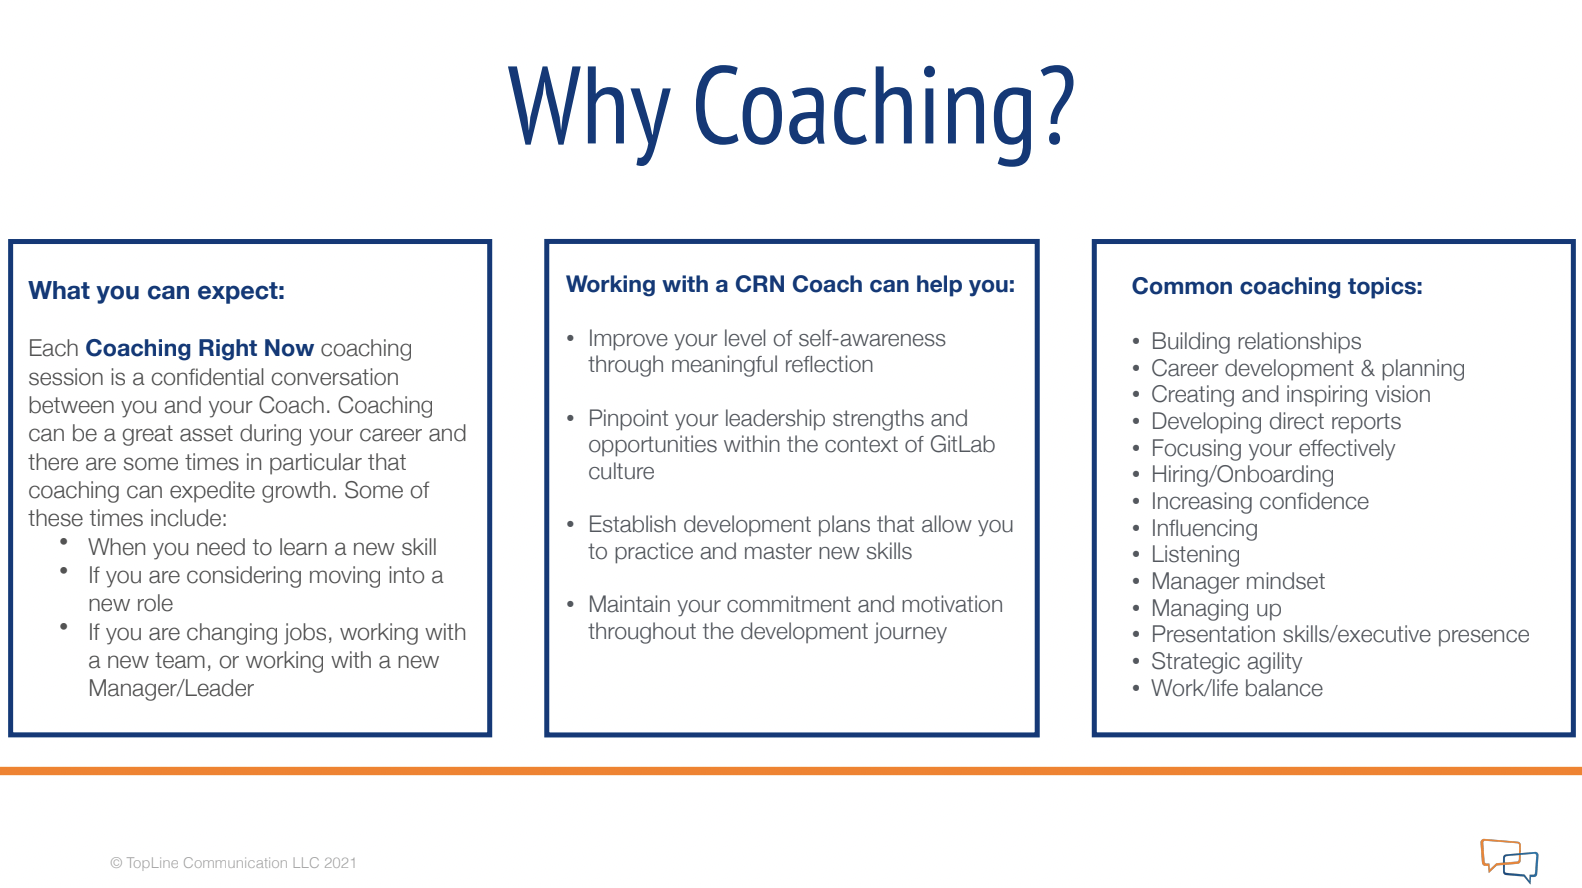 Why Coaching?
What you can expect:
Each Coaching Right Now coaching
session is a confidential conversation
between you and your Coach. Coaching
can be a great asset during your career and
there are some times in particular that
coaching can expedite growth. Some of
these times include:
• When you need to learn a new skill
• If you are considering moving into a
new role
• If you are changing jobs, working with
a new team, or working with a new
Manager/Leader
Working with a CRN Coach can help you:
• Improve your level of self-awareness
through meaningful reflection
• Pinpoint your leadership strengths and
opportunities within the context of GitLab
culture
• Establish development plans that allow you
to practice and master new skills
• Maintain your commitment and motivation
throughout the development journey
Common coaching topics:
• Building relationships
• Career development & planning
• Creating and inspiring vision
• Developing direct reports
• Focusing your effectively
• Hiring/Onboarding
• Increasing confidence
• Influencing
• Listening
• Manager mindset
• Managing up
• Presentation skills/executive presence
• Strategic agility
• Work/life balance
© TopLine Communication LLC 2021